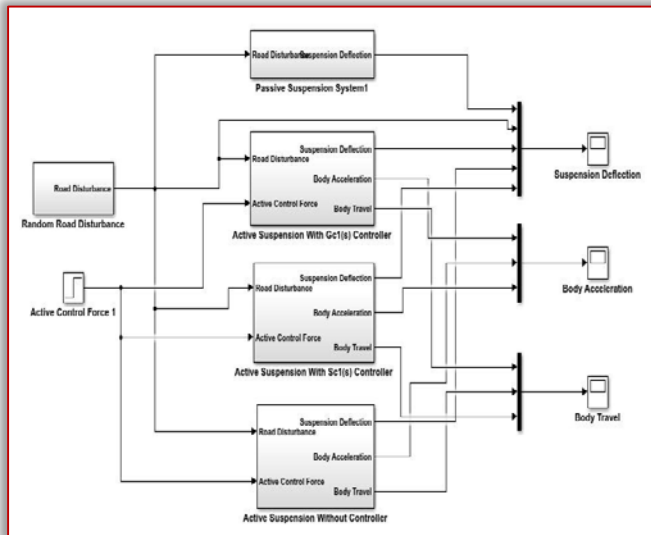 Road Disturbance
Suspension Deflection
Passive Suspension System1
Road Disturbance
Random Road Disturbance
Active Control Force 1
Road Disturbance
Active Control Force
Suspension Deflection
Body Acceleration
Body Travel
Active Suspension With Gc1(s) Controller
Road Disturbance
Active Control Force
Suspension Deflection
Body Acceleration
Body Travel
Active Suspension With Sc1(s) Controller
Road Disturbance
Active Control Force
Suspension Deflection
Body Acceleration
Body Travel
Active Suspension Without Controller
Suspension Deflection
Body Acceleration
Body Travel